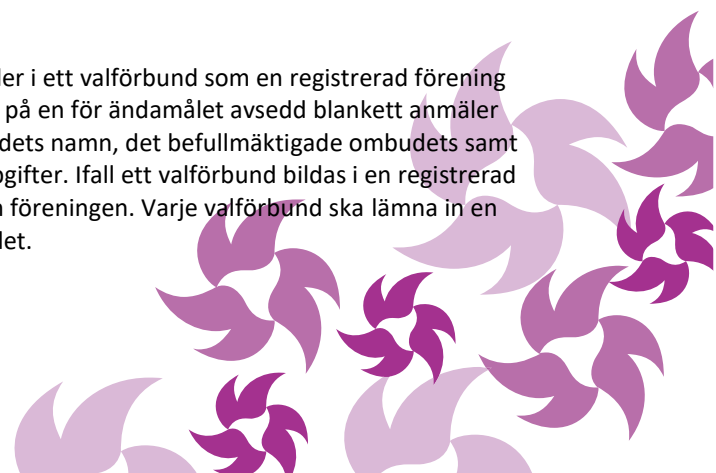 ler i ett valförbund som en registrerad förening
på en för ändamålet avsedd blankett anmäler
dets namn, det befullmäktigade ombudets samt
gifter. Ifall ett valförbund bildas i en registrerad
föreningen. Varje valförbund ska lämna in en
let.